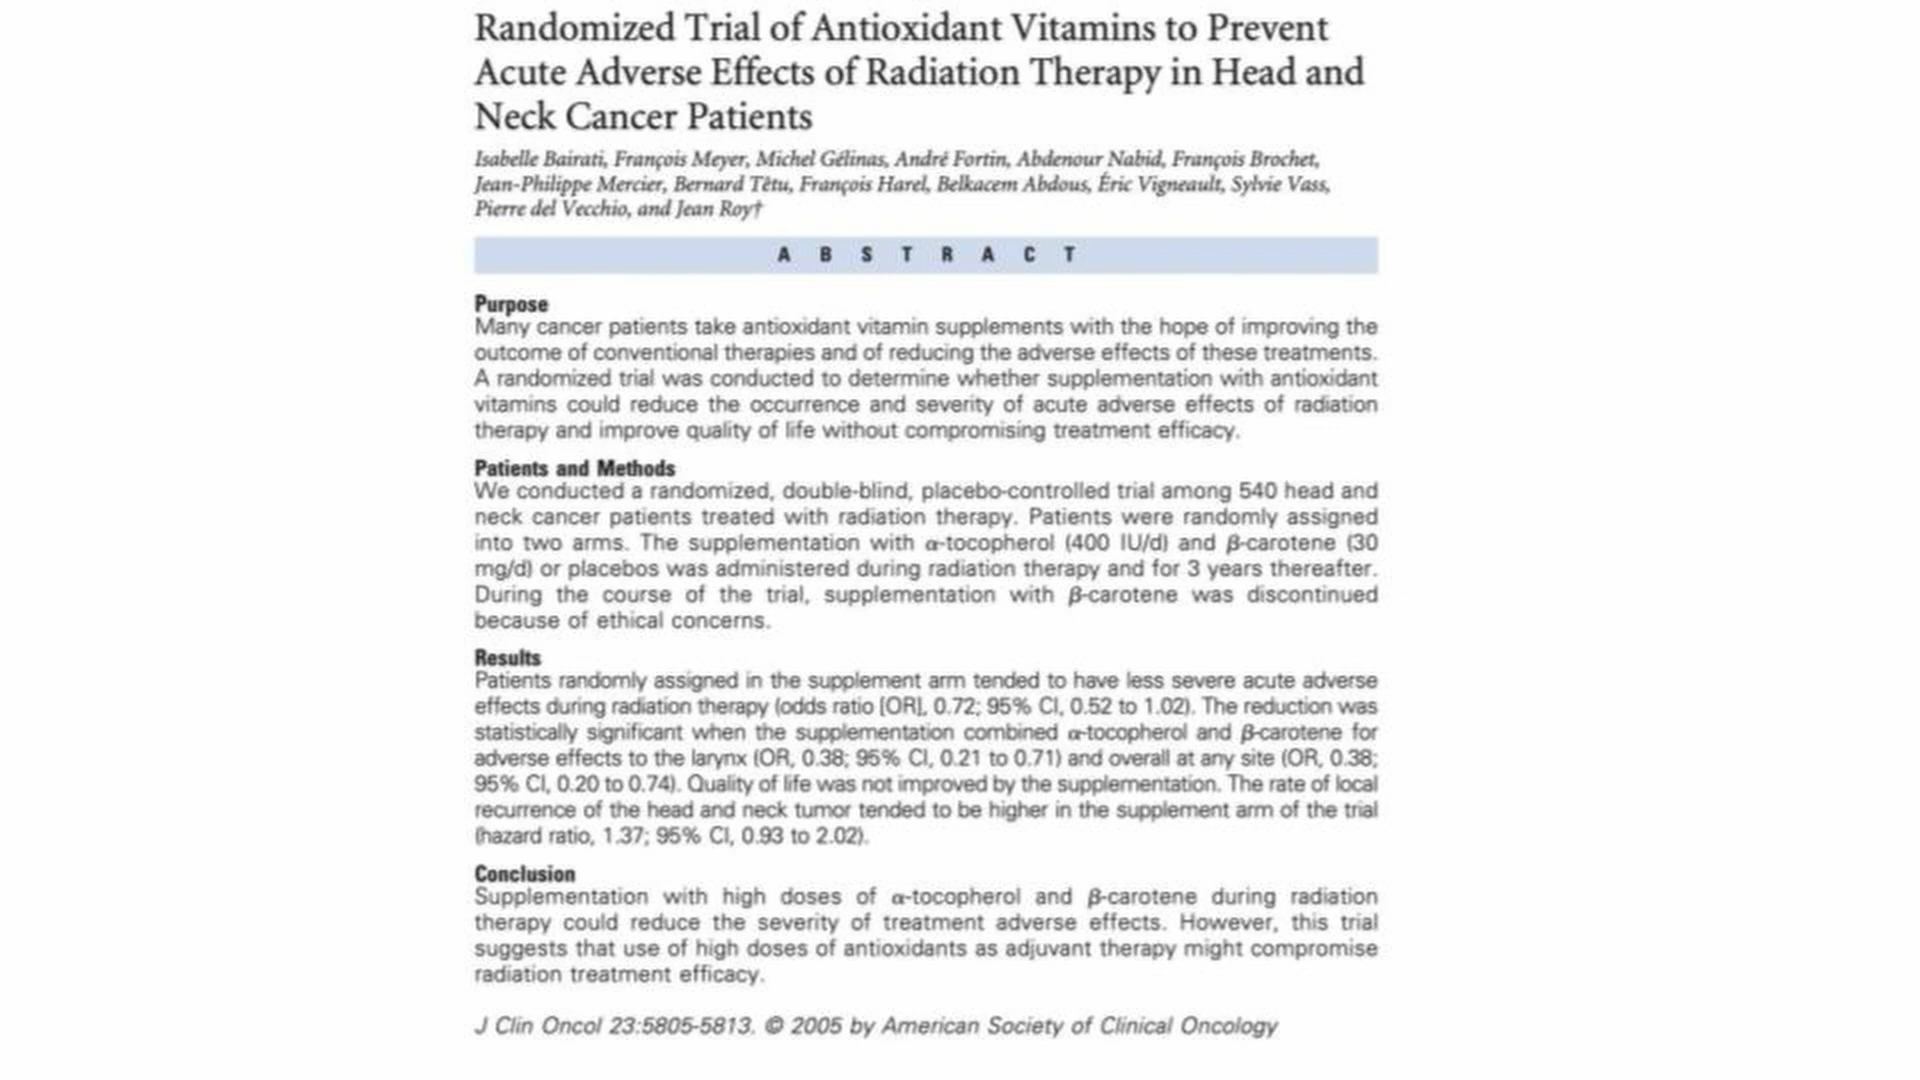 Randomized Trial of Antioxidant Vitamins to Prevent
Acute Adverse Effects of Radiation Therapy in Head and
Neck Cancer Patients
Isabelle Bairati, François Meyer, Michel Gélinas, André Fortin, Abdenour Nabid, François Brochet,
Jean-Philippe Mercier, Bernard Têtu, François Harel, Belkacem Abdous, Éric Vigneault, Sylvie Vass,
Pierre del Vecchio, and Jean Roy†
A B S T R A C T
Purpose
Many cancer patients take antioxidant vitamin supplements with the hope of improving the
outcome of conventional therapies and of reducing the adverse effects of these treatments.
A randomized trial was conducted to determine whether supplementation with antioxidant
vitamins could reduce the occurrence and severity of acute adverse effects of radiation
therapy and improve quality of life without compromising treatment efficacy.
Patients and Methods
We conducted a randomized, double-blind, placebo-controlled trial among 540 head and
neck cancer patients treated with radiation therapy. Patients were randomly assigned
into two arms. The supplementation with α-tocopherol (400 IU/d) and β-carotene (30
mg/d) or placebos was administered during radiation therapy and for 3 years thereafter.
During the course of the trial, supplementation with β-carotene was discontinued
because of ethical concerns.
Results
Patients randomly assigned in the supplement arm tended to have less severe acute adverse
effects during radiation therapy (odds ratio [OR], 0.72; 95% CI, 0.52 to 1.02). The reduction was
statistically significant when the supplementation combined α-tocopherol and β-carotene for
adverse effects to the larynx (OR, 0.38; 95% CI, 0.21 to 0.71) and overall at any site (OR, 0.38;
95% CI, 0.20 to 0.74). Quality of life was not improved by the supplementation. The rate of local
recurrence of the head and neck tumor tended to be higher in the supplement arm of the trial
(hazard ratio, 1.37; 95% CI, 0.93 to 2.02).
Conclusion
Supplementation with high doses of α-tocopherol and β-carotene during radiation
therapy could reduce the severity of treatment adverse effects. However, this trial
suggests that use of high doses of antioxidants as adjuvant therapy might compromise
radiation treatment efficacy.
J Clin Oncol 23:5805-5813. © 2005 by American Society of Clinical Oncology